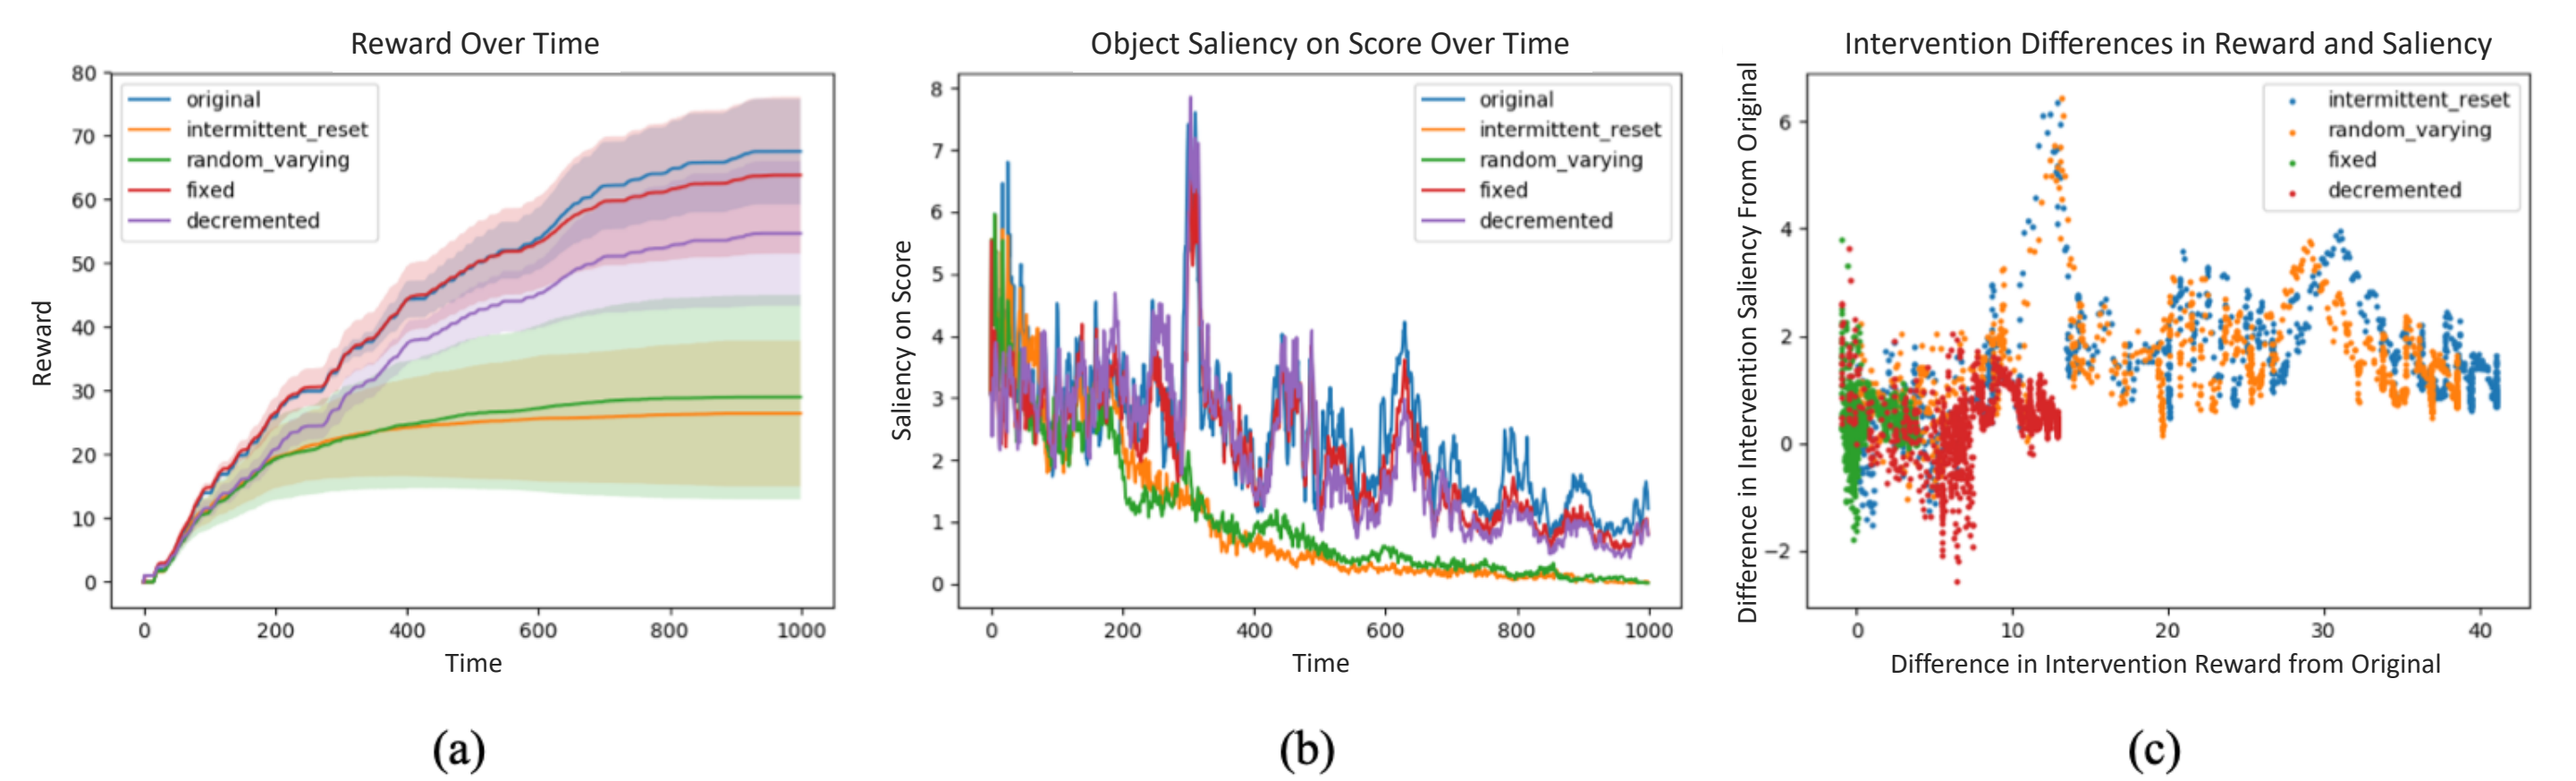 Reward Over Time
80
70
60
50
40
30
20
10
0
Reward
original
intermittent_reset
random_varying
fixed
decremented
0 200 400 600 800 1000
Time
(a)
Object Saliency on Score Over Time
8
7
6
5
4
3
2
1
0
Saliency on Score
original
intermittent_reset
random_varying
fixed
decremented
0 200 400 600 800 1000
Time
(b)
Intervention Differences in Reward and Saliency
6
4
2
0
−2
Difference in Intervention Saliency From Original
intermittent_reset
random_varying
fixed
decremented
0 10 20 30 40
Difference in Intervention Reward from Original
(c)